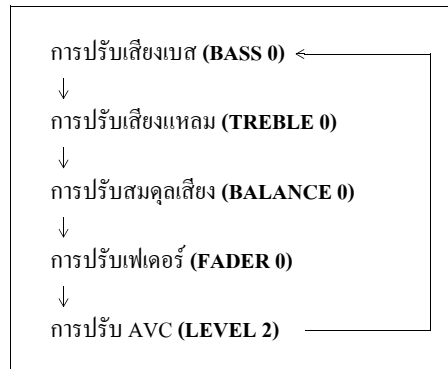 การปรับเสียงเบส (BASS 0)
การปรับเสียงแหลม (TREBLE 0)
การปรับสมดุลเสียง (BALANCE 0)
การปรับเฟเดอร์ (FADER 0)
การปรับ AVC (LEVEL 2)